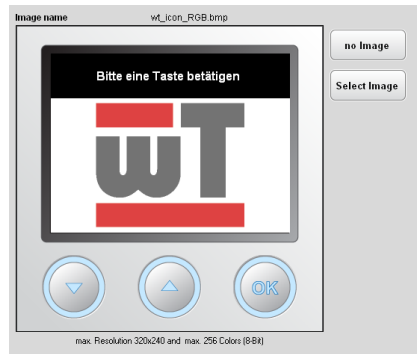 Image name wt_icon_RGB.bmp
no Image
Select Image
Bitte eine Taste betätigen
wT
OK
max. Resolution 320x240 and max. 256 Colors (8-Bit)